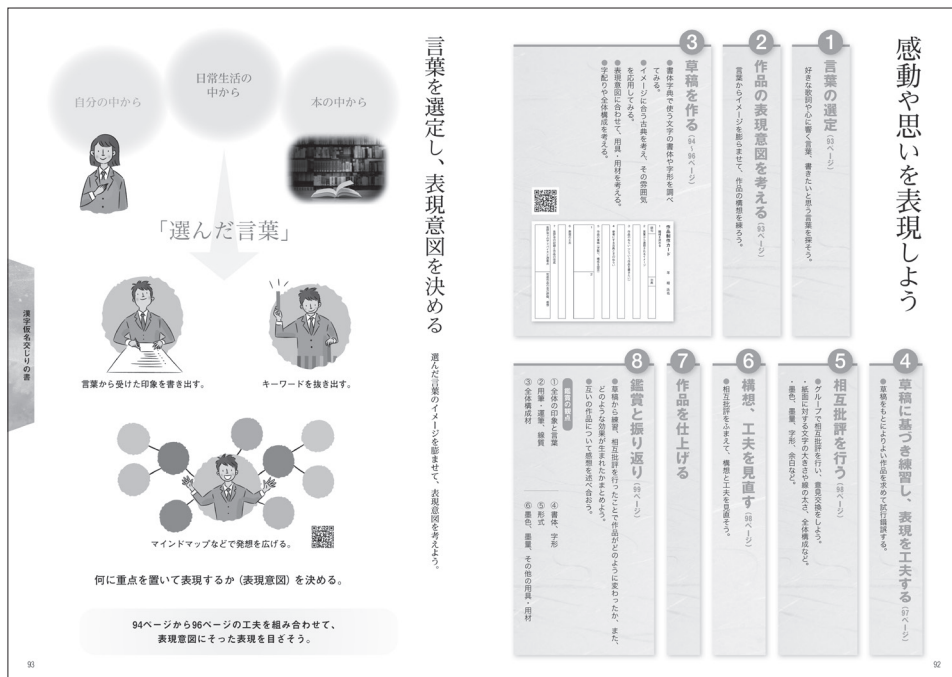 感動や思いを表現しよう
1
言葉の選定(93ページ)
好きな歌詞や心に響く言葉、書きたいと思う言葉を探そう。
2
作品の表現意図を考える(93ページ)
言葉からイメージを膨らませて、作品の構想を練ろう。
3
草稿を作る(94〜96ページ)
●書体字典で使う文字の書体や字形を調べ
てみる。
●イメージに合う古典を考え、その雰囲気
を応用してみる。
●表現意図に合わせて、用具・用材を考える。
●字配りや全体構成を考える。
4
草稿に基づき練習し、表現を工夫する(97ページ)
●草稿をもとによりよい作品を求めて試行錯誤する。
5
相互批評を行う(98ページ)
●グループで相互批評を行い、意見交換をしよう。
・紙面に対する文字の大きさや線の太さ、全体構成など。
・墨色、墨量、字形、余白など。
6
構想、工夫を見直す(98ページ)
●相互批評をふまえて、構想と工夫を見直そう。
7
作品を仕上げる
8
鑑賞と振り返り(99ページ)
●草稿から練習、相互批評を行ったことで作品がどのように変わったか、また、
どのような効果が生まれたかまとめよう。
●互いの作品について感想を述べ合おう。
鑑賞の観点
①全体の印象と言葉
②用筆・運筆、線質
③全体構成材
④書体、字形
⑤形式
⑥墨色、墨量、その他の用具・用材
92
言葉を選定し、表現意図を決める
選んだ言葉のイメージを膨ませて、表現意図を考えよう。
本の中から
日常生活の
中から
自分の中から
「選んだ言葉」
言葉から受けた印象を書き出す。
キーワードを抜き出す。
マインドマップなどで発想を広げる。
何に重点を置いて表現するか(表現意図)を決める。
94ページから96ページの工夫を組み合わせて、
表現意図にそった表現を目ざそう。
漢字仮名交じりの書
93